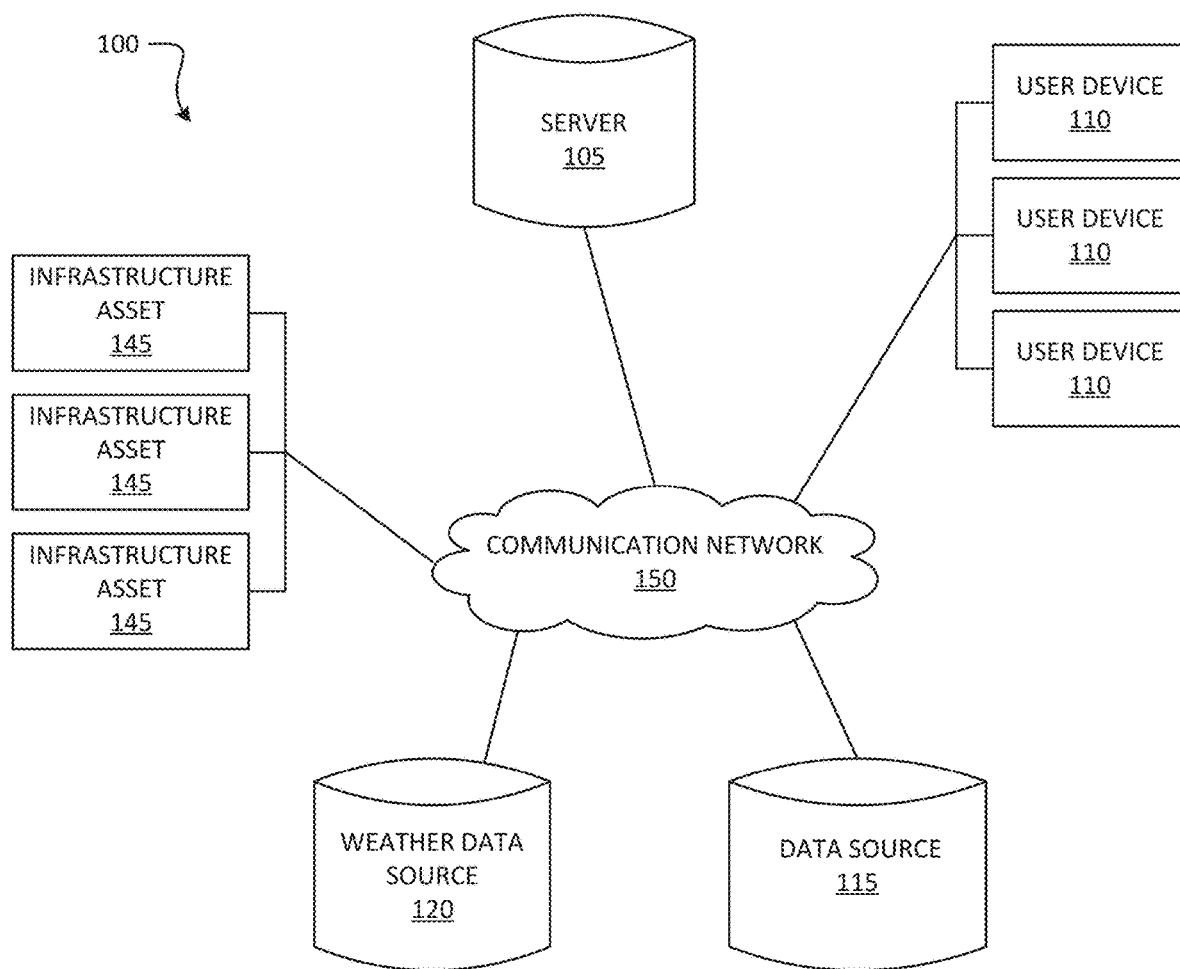 100
SERVER
105
USER DEVICE
110
USER DEVICE
110
USER DEVICE
110
INFRASTRUCTURE
ASSET
145
INFRASTRUCTURE
ASSET
145
INFRASTRUCTURE
ASSET
145
COMMUNICATION NETWORK
150
WEATHER DATA
SOURCE
120
DATA SOURCE
115